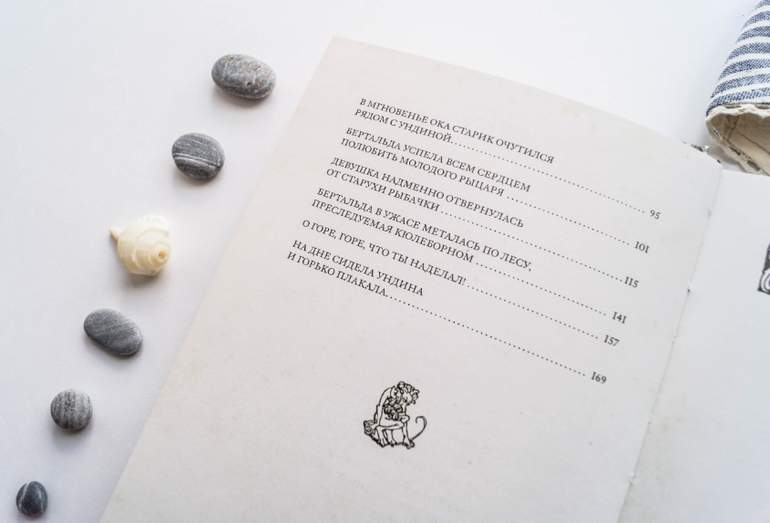 В МГНОВЕНЬЕ ОКА СТАРИК ОЧУТИЛСЯ
РЯДОМ С УНДИНОЙ.......... 95
БЕРТАЛЬДА УСПЕЛА ВСЕМ СЕРДЦЕМ
ПОЛЮБИТЬ МОЛОДОГО РЫЦАРЯ .......... 101
ДЕВУШКА НАДМЕННО ОТВЕРНУЛАСЬ
ОТ СТАРУХИ РЫБАЧКИ .......... 115
БЕРТАЛЬДА В УЖАСЕ МЕТАЛАСЬ ПО ЛЕСУ,
ПРЕСЛЕДУЕМАЯ КЮЛЕБОРНОМ .......... 141
О ГОРЕ, ГОРЕ, ЧТО ТЫ НАДЕЛАЛ! .......... 157
НА ДНЕ СИДЕЛА УНДИНА
И ГОРЬКО ПЛАКАЛА.......... 169